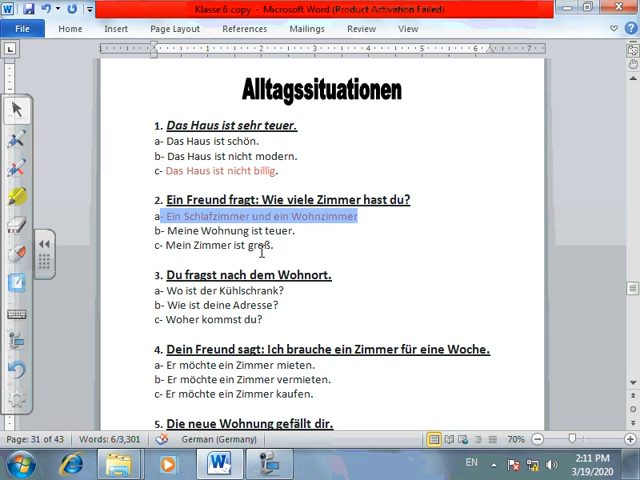 Klasse 6 copy - Microsoft Word (Product Activation Failed)
File Home Insert Page Layout References Mailings Review View
Alltagssituationen
1. Das Haus ist sehr teuer.
a- Das Haus ist schön.
b- Das Haus ist nicht modern.
c- Das Haus ist nicht billig.
2. Ein Freund fragt: Wie viele Zimmer hast du?
a- Ein Schlafzimmer und ein Wohnzimmer
b- Meine Wohnung ist teuer.
c- Mein Zimmer ist groß.
3. Du fragst nach dem Wohnort.
a- Wo ist der Kühlschrank?
b- Wie ist deine Adresse?
c- Woher kommst du?
4. Dein Freund sagt: Ich brauche ein Zimmer für eine Woche.
a- Er möchte ein Zimmer mieten.
b- Er möchte ein Zimmer vermieten.
c- Er möchte ein Zimmer kaufen.
5. Die neue Wohnung gefällt dir.
Page: 31 of 43 Words: 6/3,301 German (Germany) 70%
EN 2:11 PM
3/19/2020